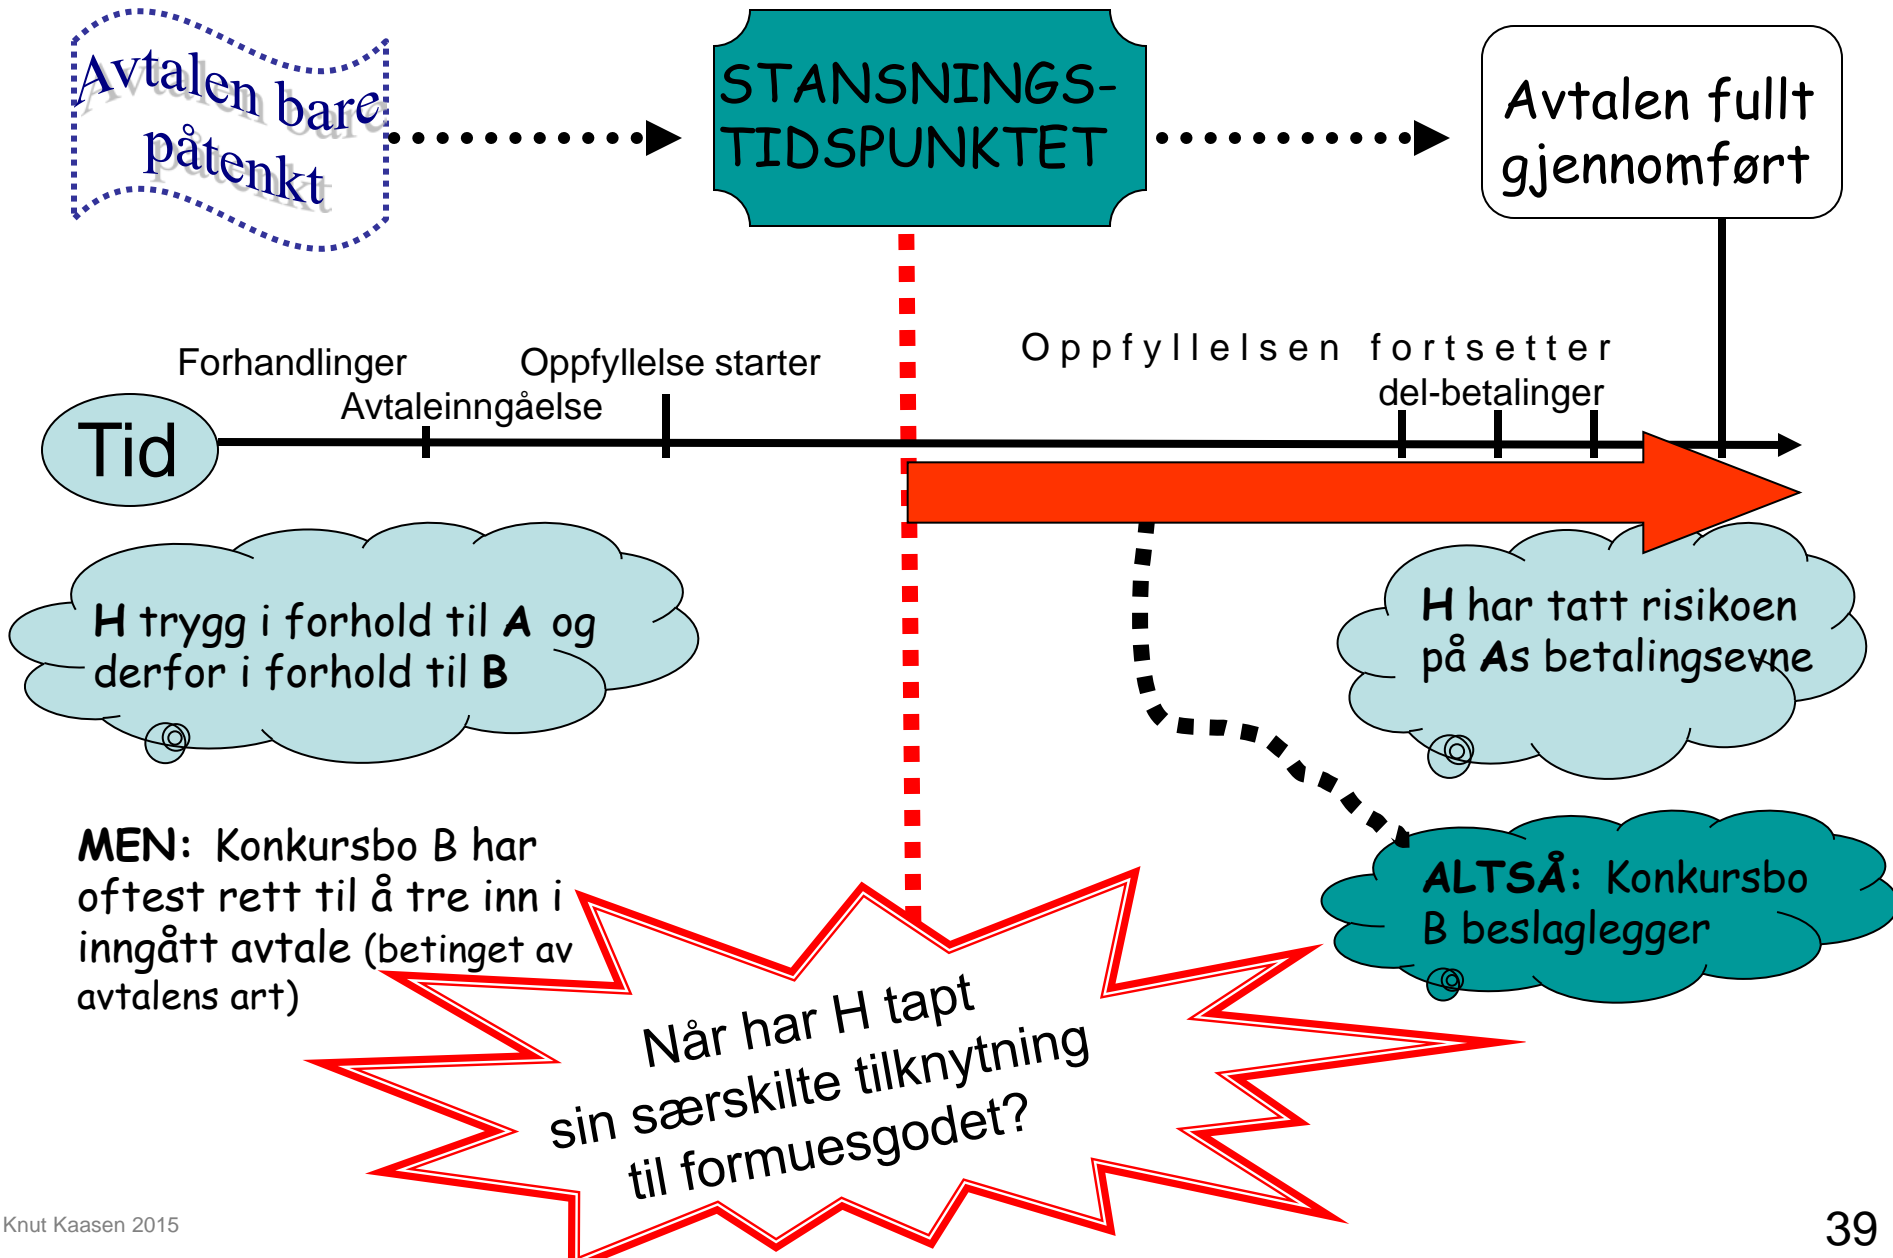 Avtalen bare
påtenkt
STANSNINGS-
TIDSPUNKTET
Avtalen fullt
gjennomført
Forhandlinger
Avtaleinngåelse
Oppfyllelse starter
Oppfyllelsen fortsetter
del-betalinger
Tid
H trygg i forhold til A og
derfor i forhold til B
H har tatt risikoen
på As betalingsevne
MEN: Konkursbo B har
oftest rett til å tre inn i
inngått avtale (betinget av
avtalens art)
ALTSÅ: Konkursbo
B beslaglegger
Når har H tapt
sin særskilte tilknytning
til formuesgodet?
Knut Kaasen 2015
39